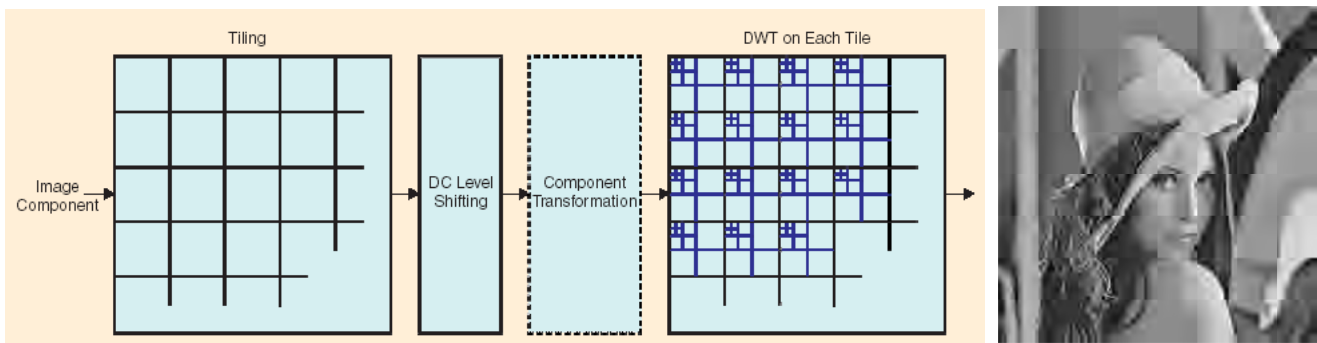 Tiling
DWT on Each Tile
Image
Component
DC Level
Shifting
Component
Transformation